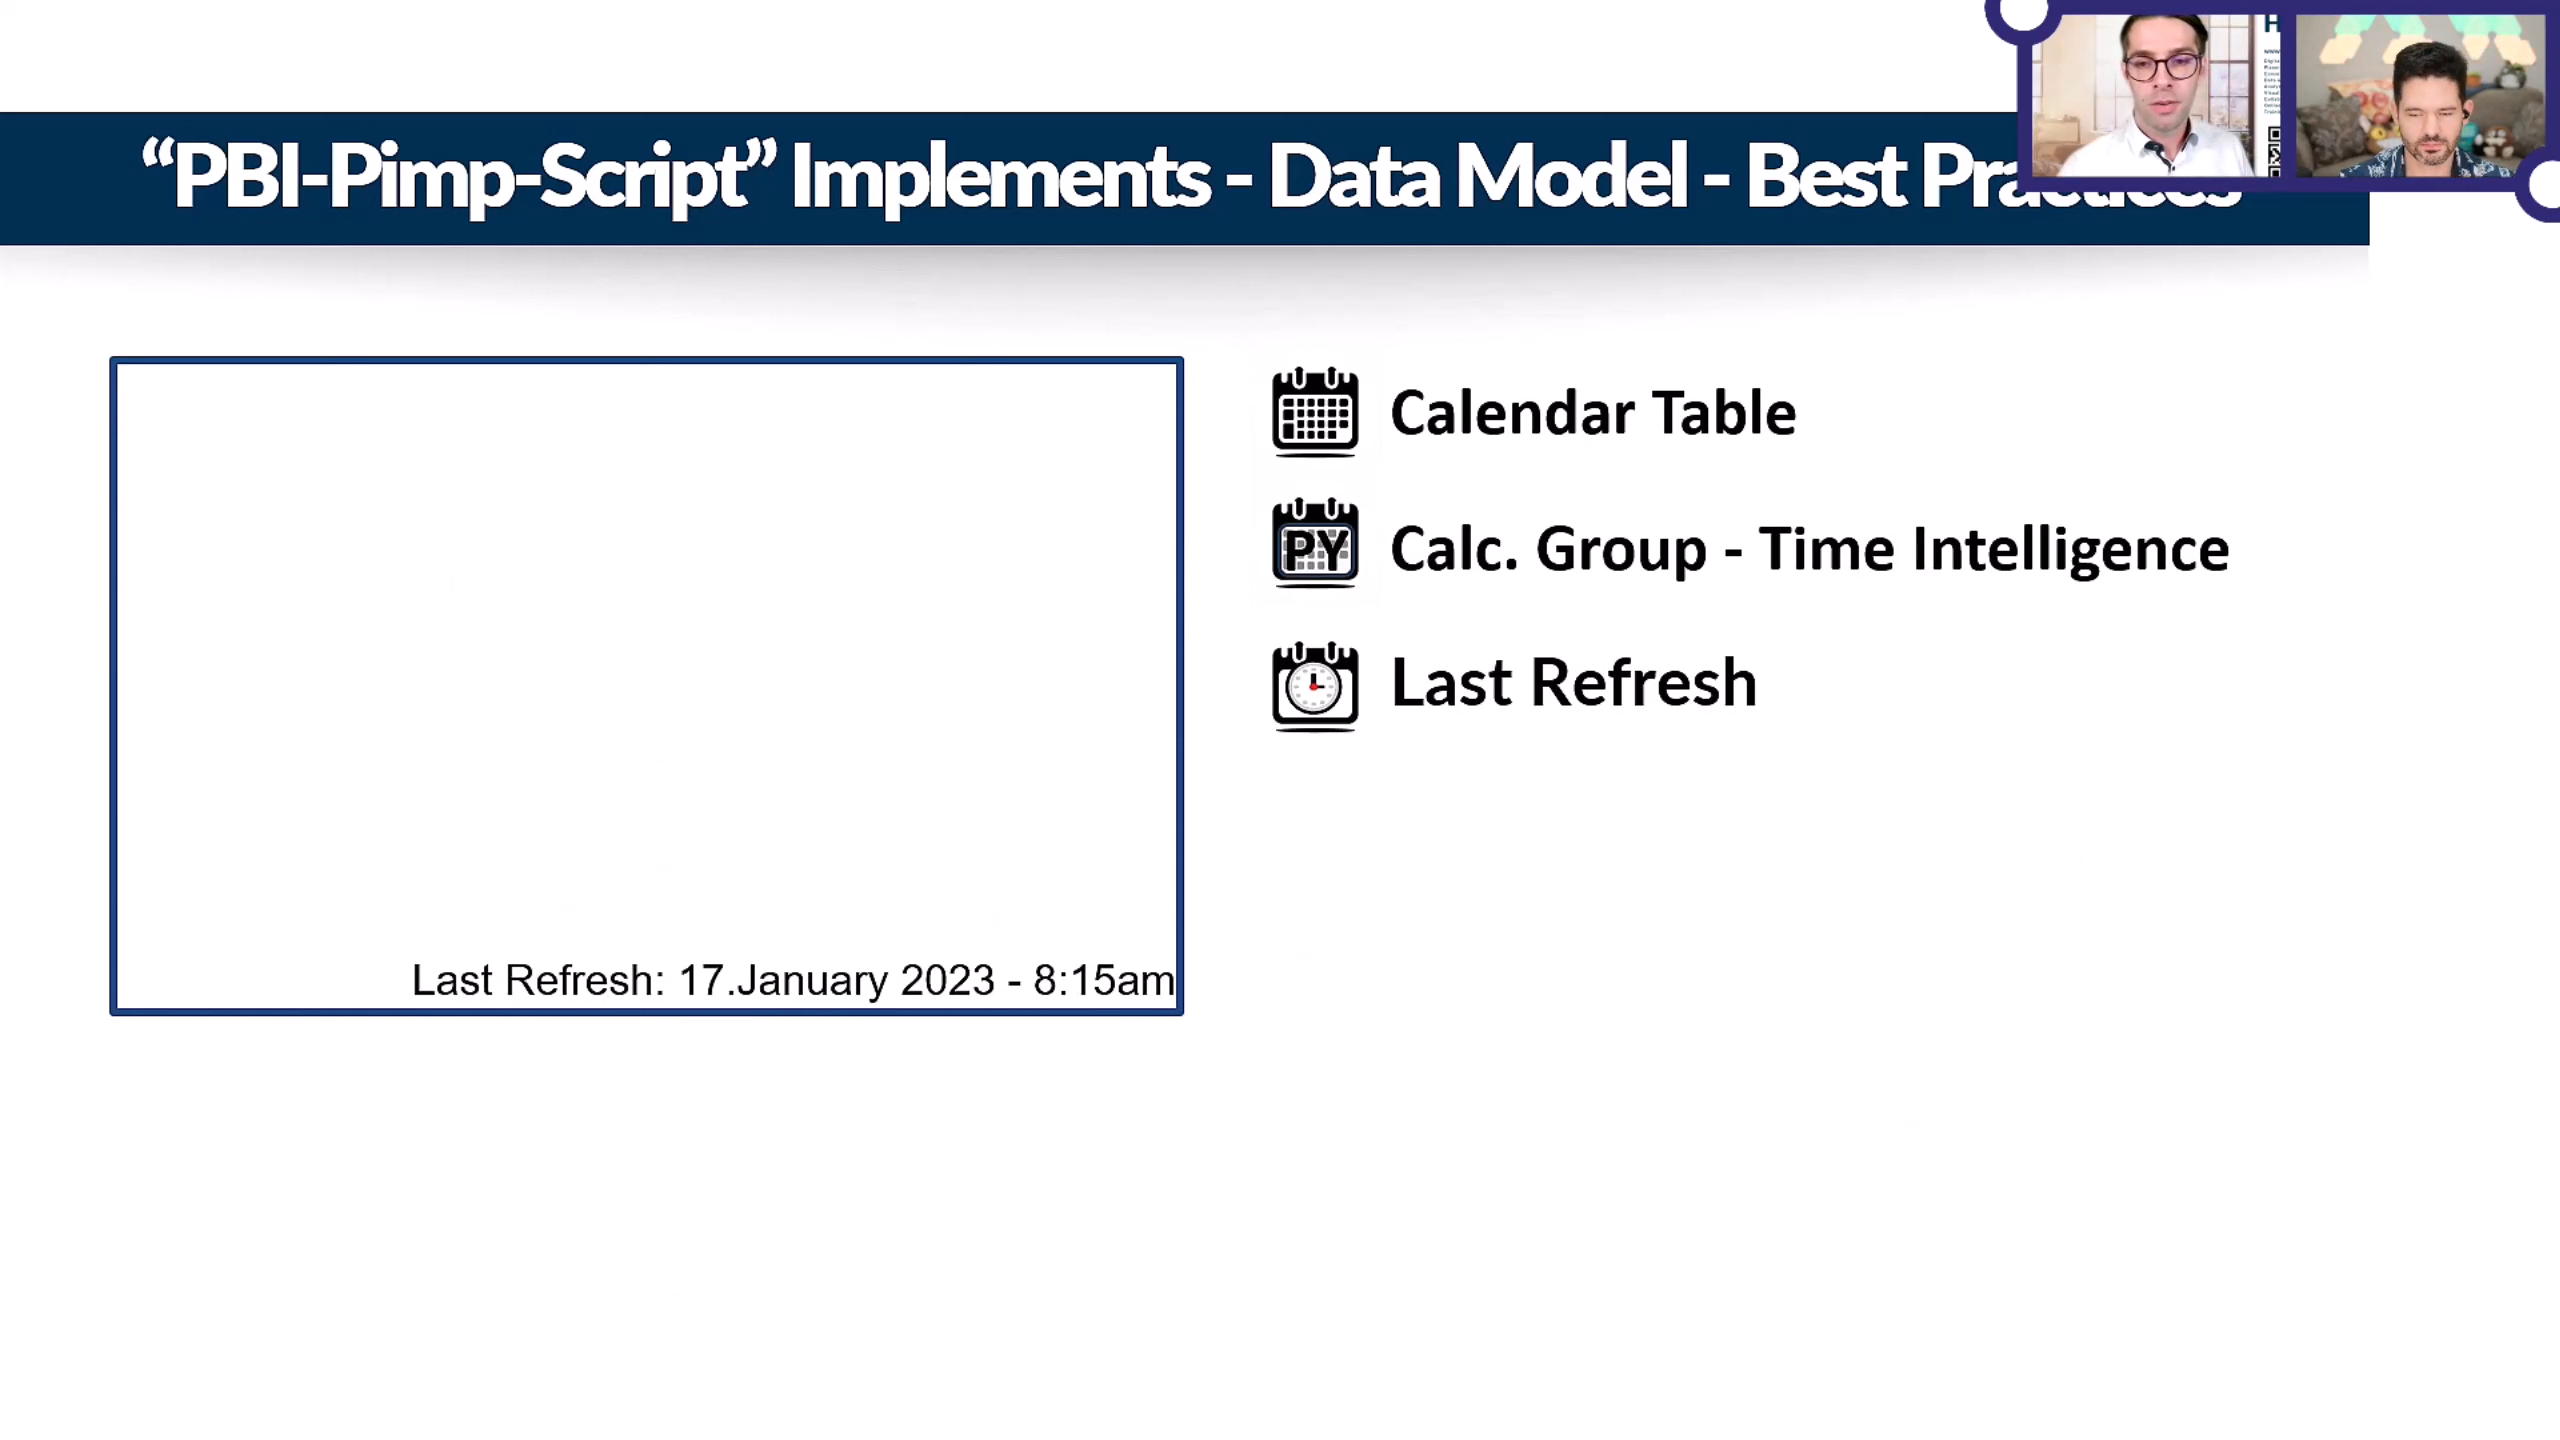 “PBI-Pimp-Script” Implements - Data Model - Best Practices
Calendar Table
PY
Calc. Group - Time Intelligence
Last Refresh
Last Refresh: 17.January 2023 - 8:15am